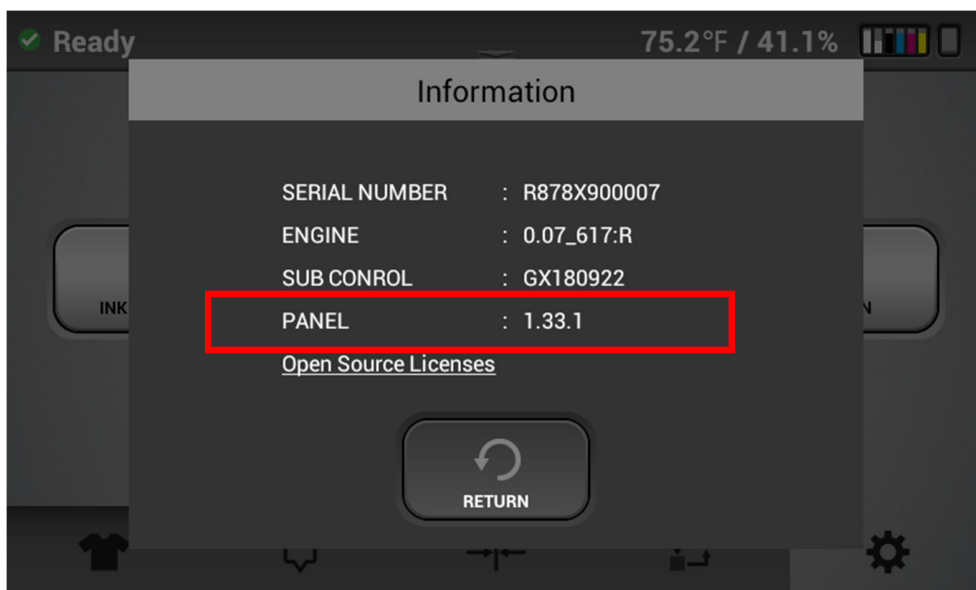 Ready
75.2°F / 41.1%
Information
SERIAL NUMBER : R878X900007
ENGINE : 0.07_617:R
SUB CONROL : GX180922
INK
PANEL : 1.33.1
N
Open Source Licenses
RETURN